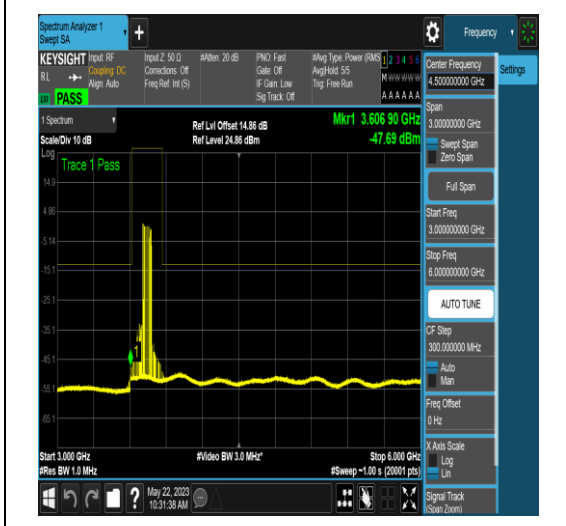 Spectrum Analyzer 1
Swept SA
+
Frequency
KEYSIGHT
Input: RF
Coupling: DC
Align: Auto
Input Z: 50 Ω
Corrections: Off
Freq Ref: Int (S)
#Atten: 20 dB
PNO: Fast
Gate: Off
IF Gain: Low
Sig Track: Off
#Avg Type: Power (RMS
Avg|Hold: 5/5
Trig: Free Run
1 2 3 4 5 6
M W W W W W
A A A A A A
RL
PASS
1 Spectrum
Scale/Div 10 dB
Ref Lvl Offset 14.86 dB
Ref Level 24.86 dBm
Mkr1 3.606 90 GHz
-47.69 dBm
Log
Trace 1 Pass
14.9
4.86
-5.14
-15.1
-25.1
-35.1
-45.1
-55.1
-65.1
1
Start 3.000 GHz
#Res BW 1.0 MHz
#Video BW 3.0 MHz*
Stop 6.000 GHz
#Sweep ~1.00 s (20001 pts)
May 22, 2023
10:31:38 AM
?
Center Frequency
4.500000000 GHz
Settings
Span
3.00000000 GHz
Swept Span
Zero Span
Full Span
Start Freq
3.000000000 GHz
Stop Freq
6.000000000 GHz
AUTO TUNE
CF Step
300.000000 MHz
Auto
Man
Freq Offset
0 Hz
X Axis Scale
Log
Lin
Signal Track
(Span Zoom)